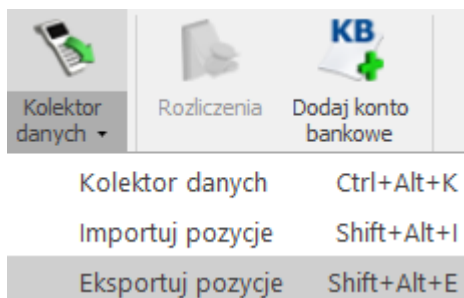 KB
Kolektor
danych
Rozliczenia
Dodaj konto
bankowe
Kolektor danych Ctrl+Alt+K
Importuj pozycje Shift+Alt+I
Eksportuj pozycje Shift+Alt+E